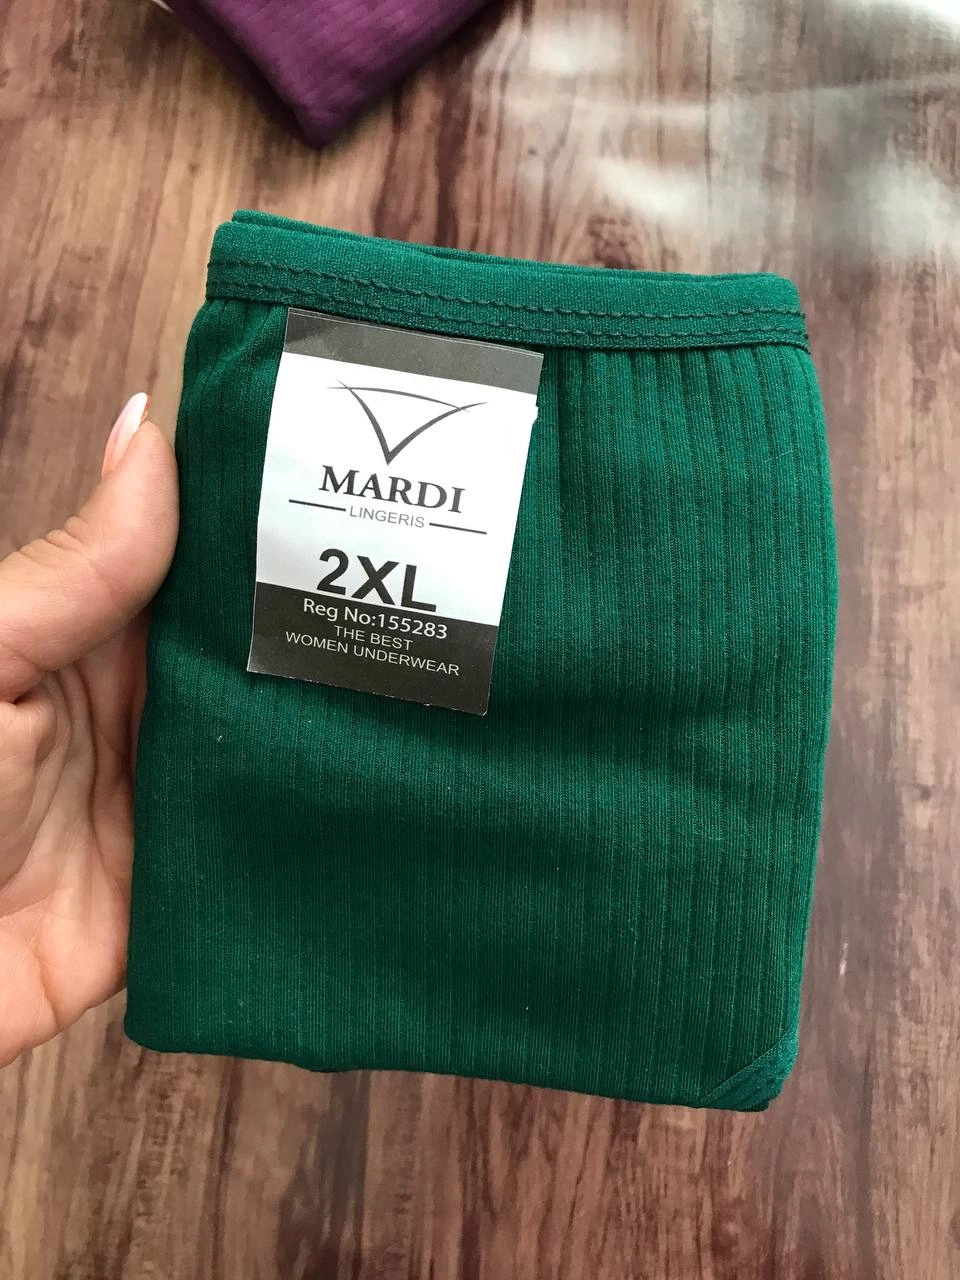 MARDI
LINGERIS
2XL
Reg No:155283
THE BEST
WOMEN UNDERWEAR